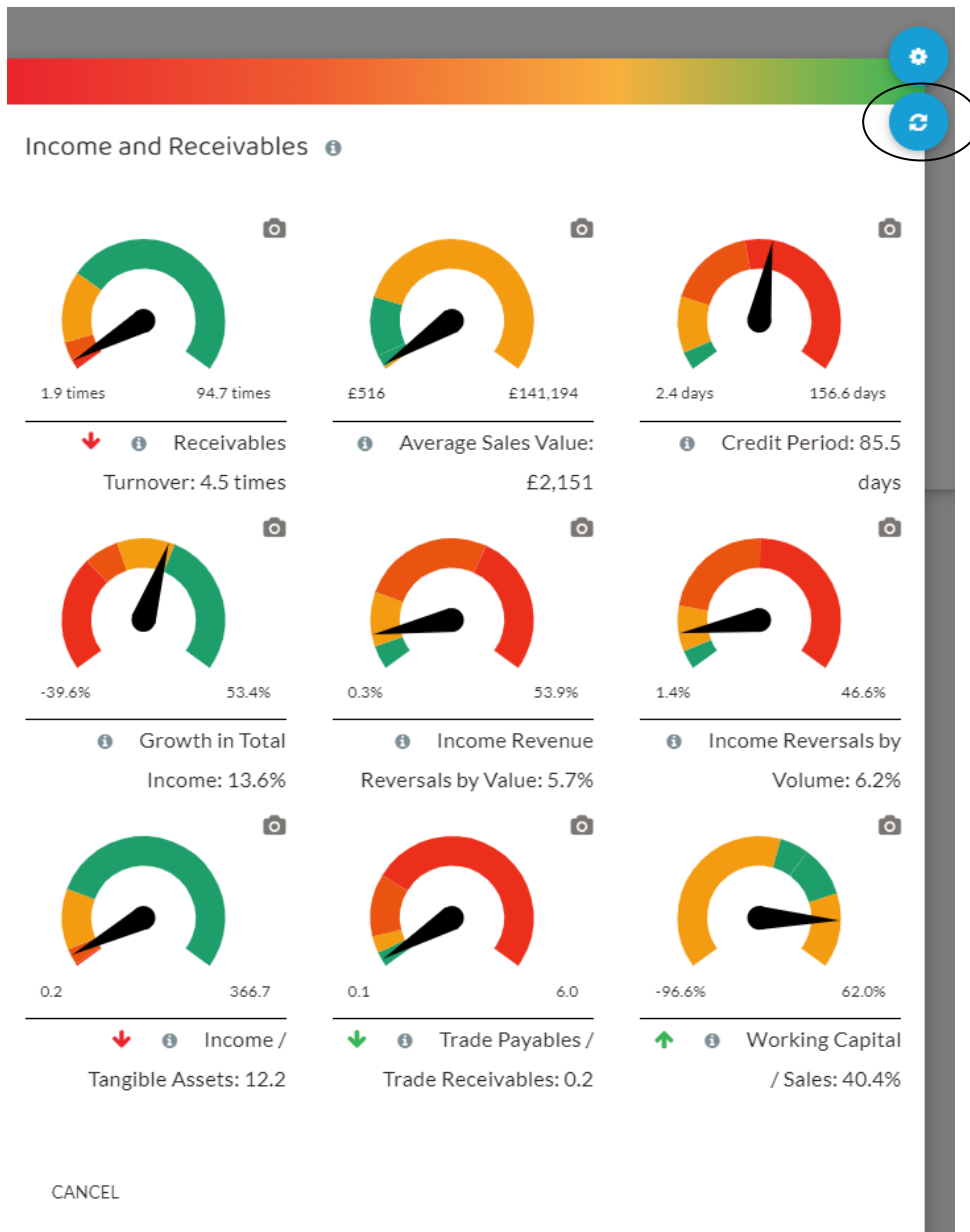 Income and Receivables
1.9 times 94.7 times
£516 £141,194
2.4 days 156.6 days
Receivables
Turnover: 4.5 times
Average Sales Value:
£2,151
Credit Period: 85.5
days
-39.6% 53.4%
0.3% 53.9%
1.4% 46.6%
Growth in Total
Income: 13.6%
Income Revenue
Reversals by Value: 5.7%
Income Reversals by
Volume: 6.2%
0.2 366.7
0.1 6.0
-96.6% 62.0%
Income /
Tangible Assets: 12.2
Trade Payables /
Trade Receivables: 0.2
Working Capital
/ Sales: 40.4%
CANCEL